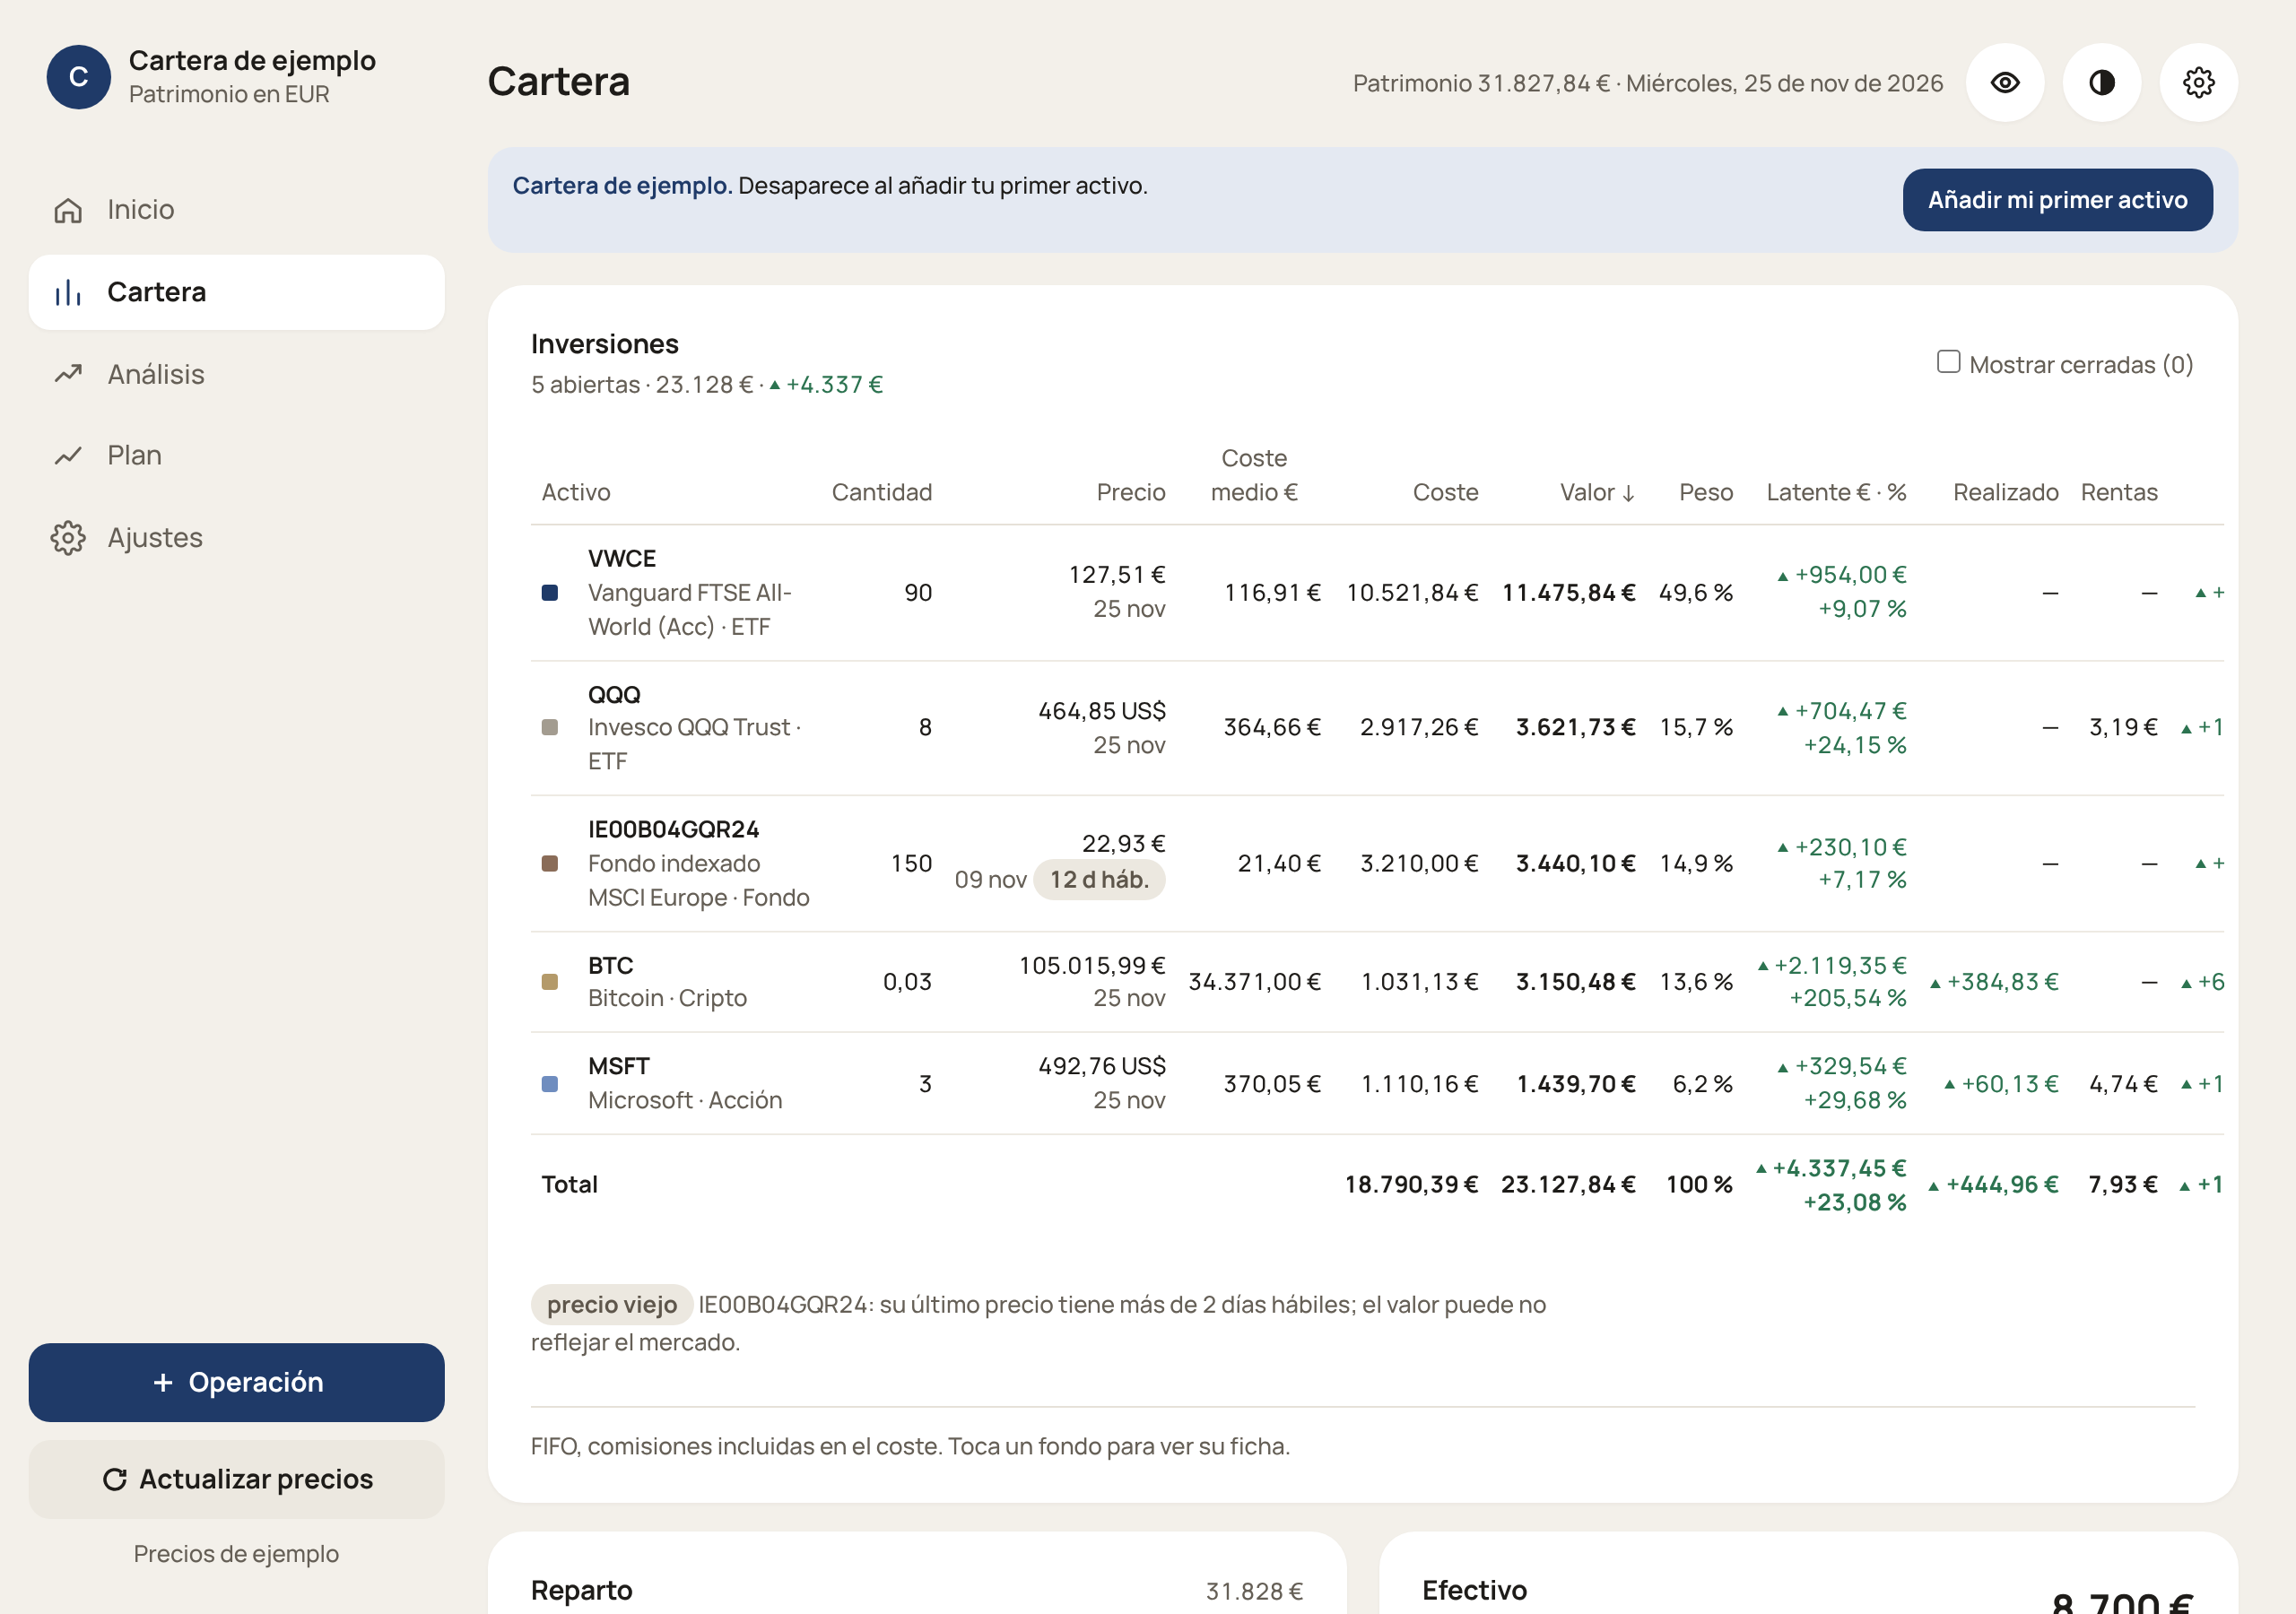 C
Cartera de ejemplo
Patrimonio en EUR
Inicio
Cartera
Análisis
Plan
Ajustes
+ Operación
Actualizar precios
Precios de ejemplo
Cartera
Patrimonio 31.827,84 € · Miércoles, 25 de nov de 2026
Cartera de ejemplo. Desaparece al añadir tu primer activo.
Añadir mi primer activo
Inversiones
5 abiertas · 23.128 € · ▲ +4.337 €
Mostrar cerradas (0)
Activo Cantidad Precio Coste medio € Coste Valor ↓ Peso Latente € · % Realizado Rentas
VWCE
Vanguard FTSE All-
World (Acc) · ETF
90
127,51 €
25 nov
116,91 € 10.521,84 € 11.475,84 € 49,6 %
▲ +954,00 €
+9,07 %
— — ▲ +
QQQ
Invesco QQQ Trust ·
ETF
8
464,85 US$
25 nov
364,66 € 2.917,26 € 3.621,73 € 15,7 %
▲ +704,47 €
+24,15 %
— 3,19 € ▲ +1
IE00B04GQR24
Fondo indexado
MSCI Europe · Fondo
150
22,93 €
09 nov 12 d háb.
21,40 € 3.210,00 € 3.440,10 € 14,9 %
▲ +230,10 €
+7,17 %
— — ▲ +
BTC
Bitcoin · Cripto
0,03
105.015,99 €
25 nov
34.371,00 € 1.031,13 € 3.150,48 € 13,6 %
▲ +2.119,35 €
+205,54 %
▲ +384,83 € — ▲ +6
MSFT
Microsoft · Acción
3
492,76 US$
25 nov
370,05 € 1.110,16 € 1.439,70 € 6,2 %
▲ +329,54 €
+29,68 %
▲ +60,13 € 4,74 € ▲ +1
Total 18.790,39 € 23.127,84 € 100 %
▲ +4.337,45 €
+23,08 %
▲ +444,96 € 7,93 € ▲ +1
precio viejo IE00B04GQR24: su último precio tiene más de 2 días hábiles; el valor puede no
reflejar el mercado.
FIFO, comisiones incluidas en el coste. Toca un fondo para ver su ficha.
Reparto 31.828 €
Efectivo 8.700 €